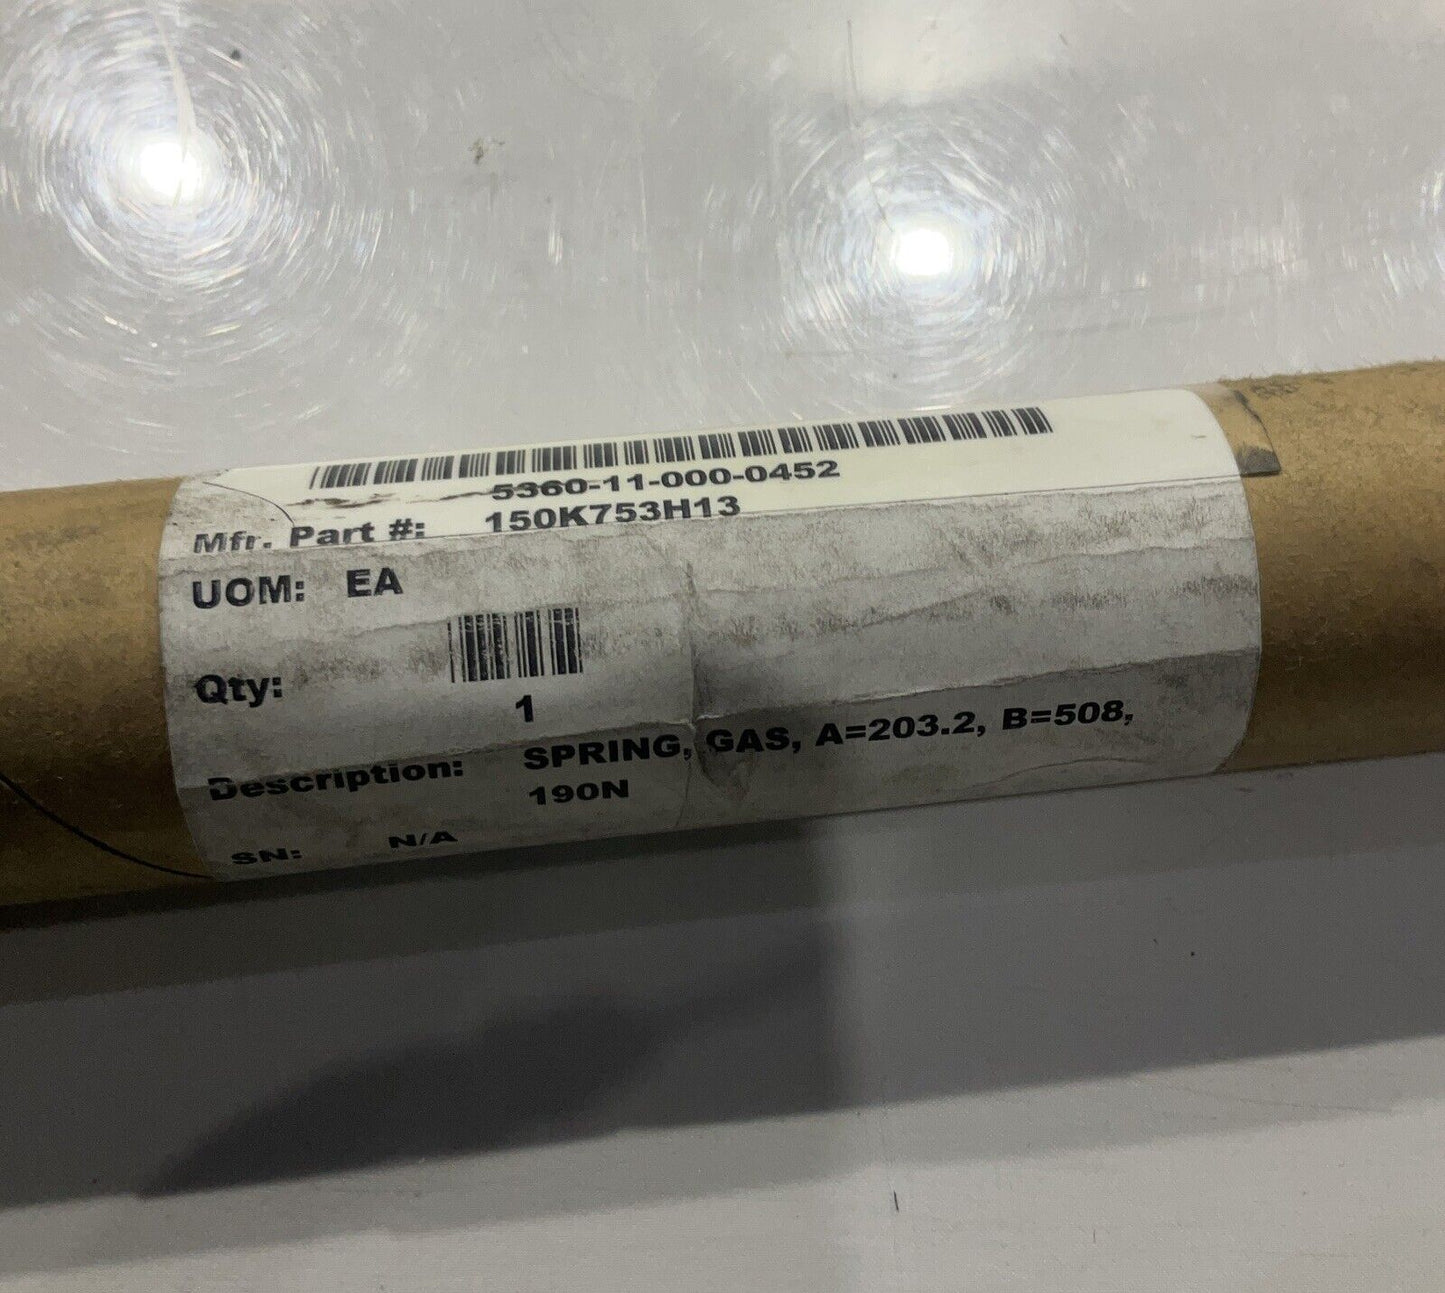 5360-11-000-0452
Mfr. Part #: 150K753H13
UOM: EA
Qty: 1
Description: SPRING, GAS, A=203.2, B=508,
190N
SN: N/A